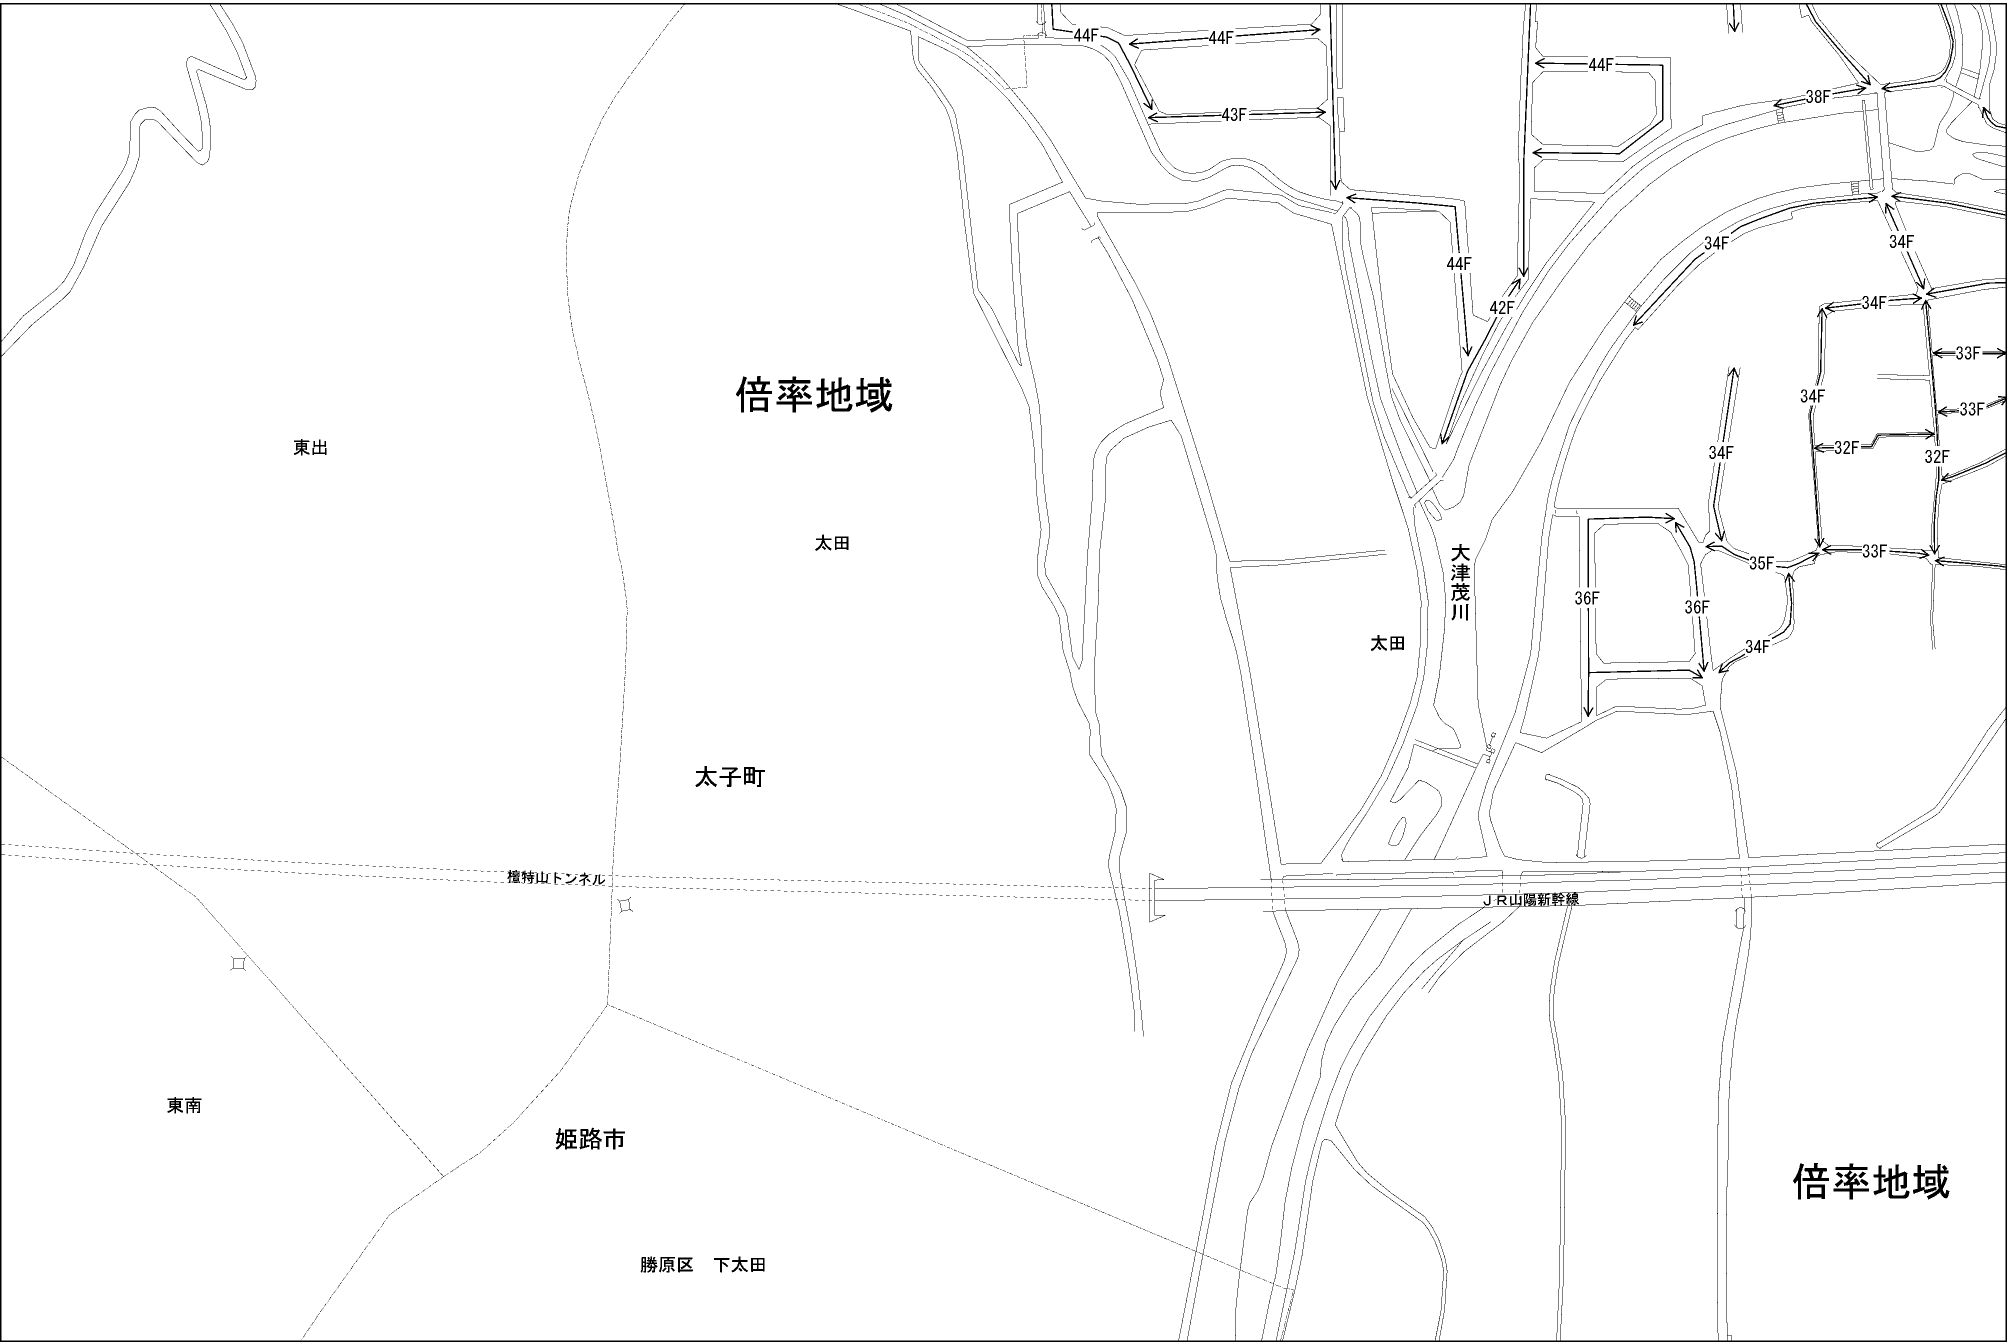 44F
44F
44F
43F
38F
34F
34F
44F
42F
34F
33F
倍率地域
34F
33F
東出
34F
32F
32F
太田
大津茂川
35F
33F
36F
36F
太田
34F
太子町
檀特山トンネル
ＪＲ山陽新幹線
東南
姫路市
倍率地域
勝原区　下太田